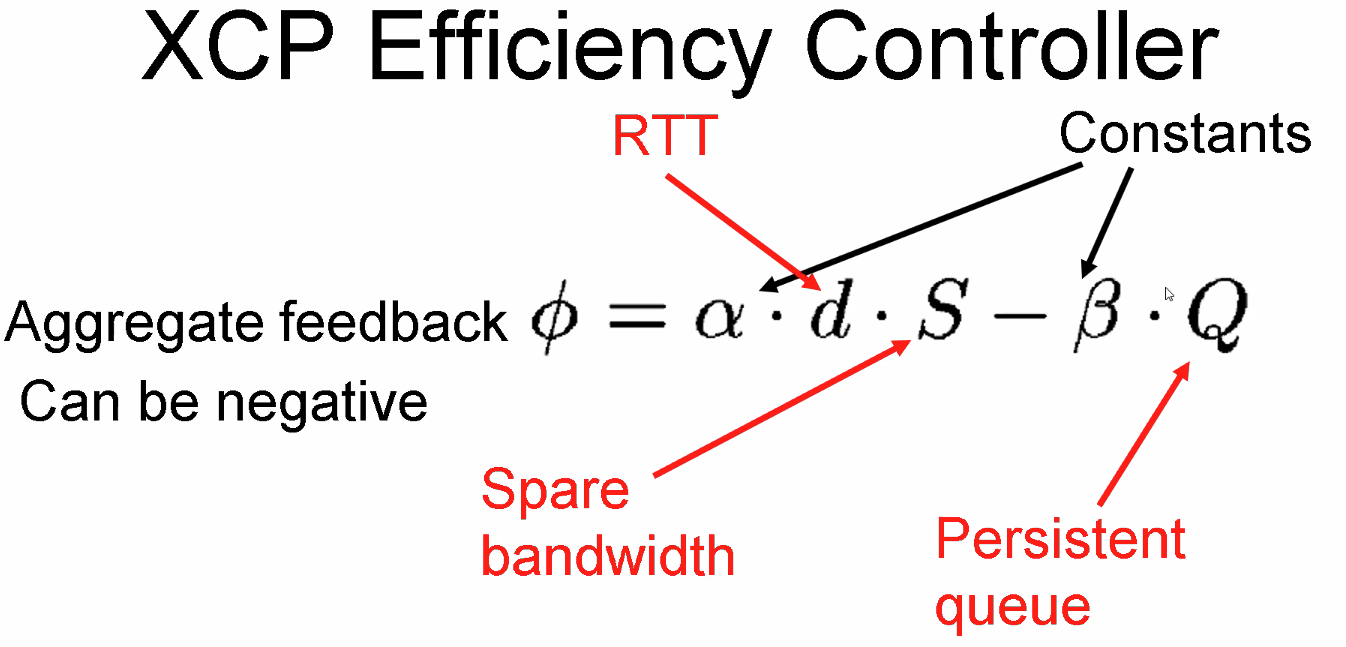 XCP Efficiency Controller
RTT
Constants
Aggregate feedback ϕ = α · d · S − β · Q
Can be negative
Spare
bandwidth
Persistent
queue